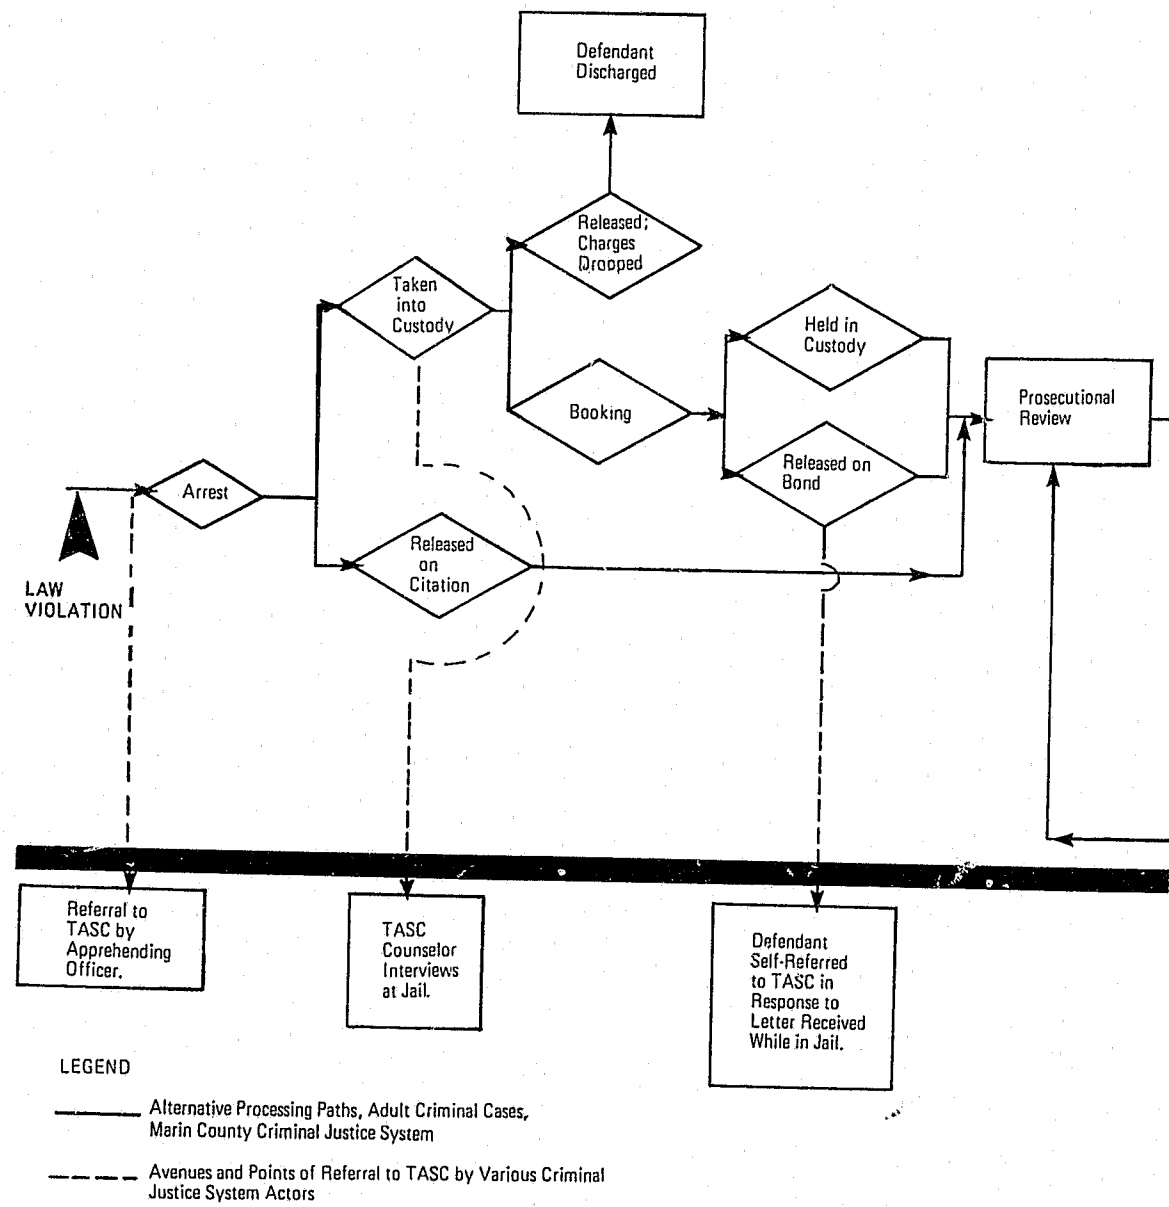 Defendant
Discharged
Released;
Charges
Dropped
Taken
into
Custody
Held in
Custody
Booking
Prosecutional
Review
Released on
Bond
Arrest
Released
on
Citation
LAW
VIOLATION
Referral to
TASC by
Apprehending
Officer.
TASC
Counselor
Interviews
at Jail.
Defendant
Self-Referred
to TASC in
Response to
Letter Received
While in Jail.
LEGEND
Alternative Processing Paths, Adult Criminal Cases,
Marin County Criminal Justice System
Avenues and Points of Referral to TASC by Various Criminal
Justice System Actors